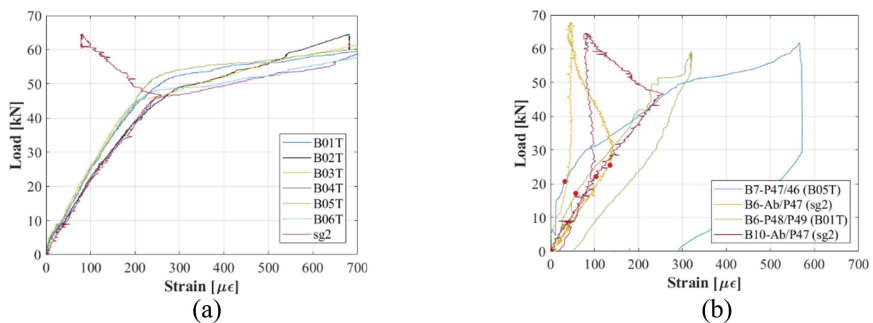 70
60
50
40
30
20
10
0
Load [kN]
0 100 200 300 400 500 600 700
Strain [με]
B01T
B02T
B03T
B04T
B05T
B06T
sg2
(a)
70
60
50
40
30
20
10
0
Load [kN]
0 100 200 300 400 500 600 700
Strain [με]
B7-P47/46 (B05T)
B6-Ab/P47 (sg2)
B6-P48/P49 (B01T)
B10-Ab/P47 (sg2)
(b)